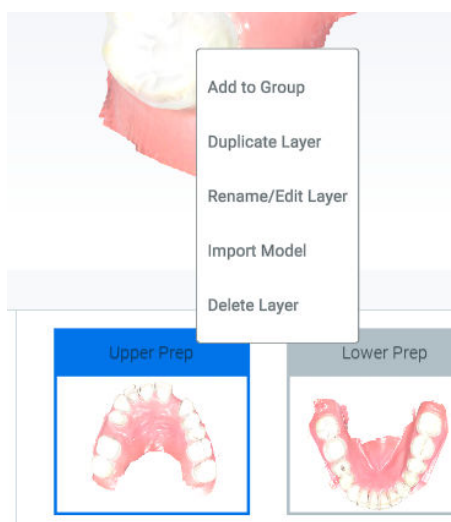 Add to Group
Duplicate Layer
Rename/Edit Layer
Import Model
Delete Layer
Upper Prep
Lower Prep